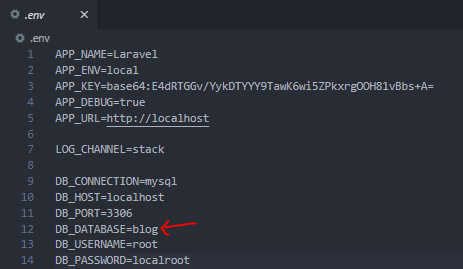 .env
.env
1 APP_NAME=Laravel
2 APP_ENV=local
3 APP_KEY=base64:E4dRTGGv/YykDTYYY9TawK6wi5ZPkxrgOOH81vBbs+A=
4 APP_DEBUG=true
5 APP_URL=http://localhost
6
7 LOG_CHANNEL=stack
8
9 DB_CONNECTION=mysql
10 DB_HOST=localhost
11 DB_PORT=3306
12 DB_DATABASE=blog
13 DB_USERNAME=root
14 DB_PASSWORD=localroot